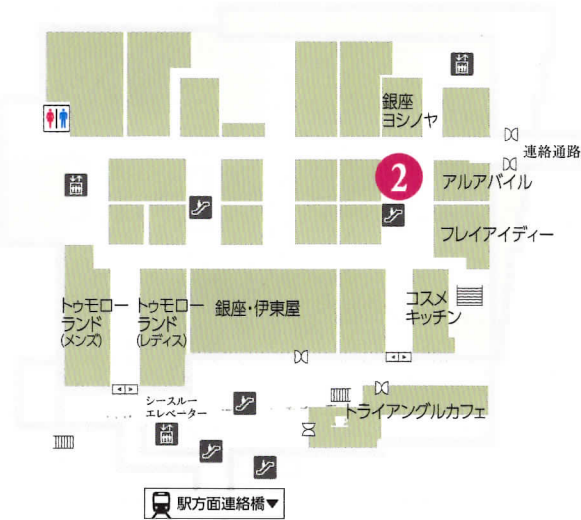 銀座
ヨシノヤ
連絡通路
2
アルアバイル
フレイアイディー
トゥモロー
ランド
(メンズ)
トゥモロー
ランド
(レディス)
銀座・伊東屋
コスメ
キッチン
シースルー
エレベーター
トライアングルカフェ
駅方面連絡橋▼